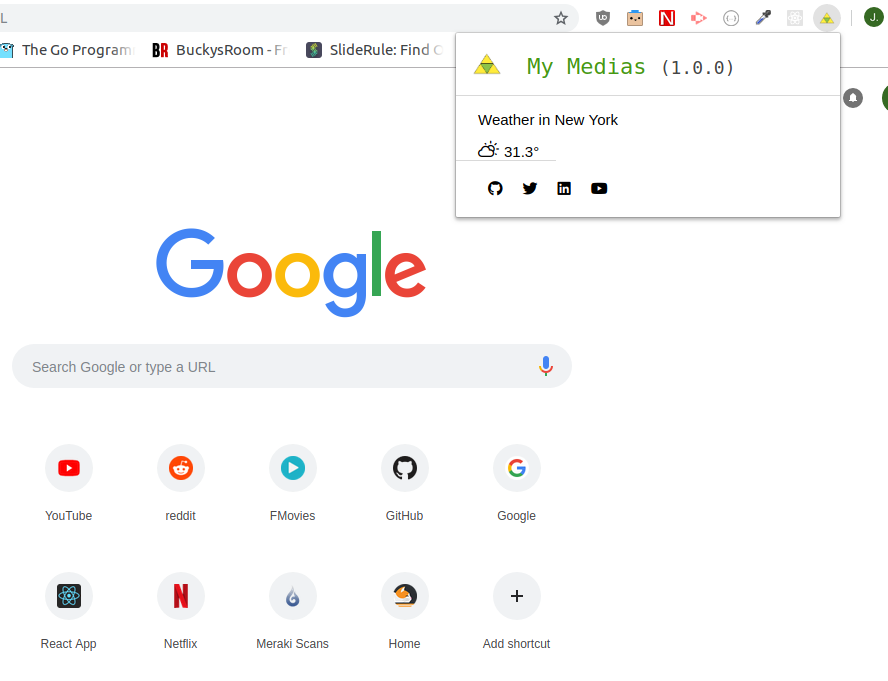 L
The Go Program
BR BuckysRoom - Fr
SlideRule: Find O
J.
My Medias (1.0.0)
Weather in New York
31.3°
Google
Search Google or type a URL
YouTube
reddit
FMovies
GitHub
Google
React App
Netflix
Meraki Scans
Home
Add shortcut